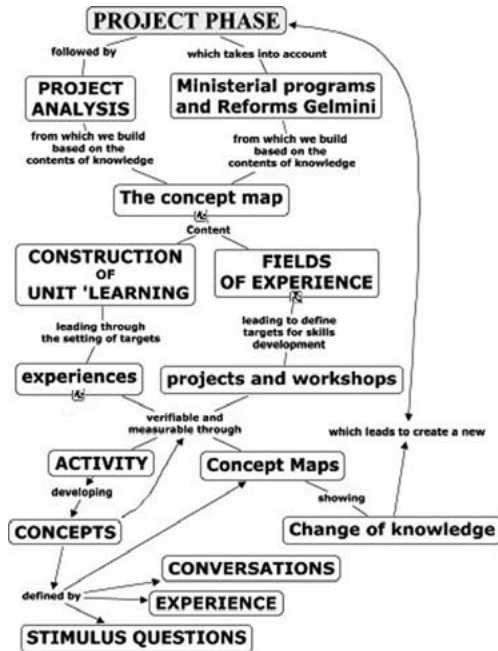 PROJECT PHASE
followed by
which takes into account
PROJECT
ANALYSIS
Ministerial programs
and Reforms Gelmini
from which we build
based on the
contents of knowledge
from which we build
based on the
contents of knowledge
The concept map
Content
CONSTRUCTION
OF
UNIT 'LEARNING
FIELDS
OF EXPERIENCE
leading through
the setting of targets
leading to define
targets for skills
development
experiences
projects and workshops
verifiable and
measurable through
which leads to create a new
ACTIVITY
Concept Maps
developing
showing
CONCEPTS
Change of knowledge
CONVERSATIONS
defined by
EXPERIENCE
STIMULUS QUESTIONS